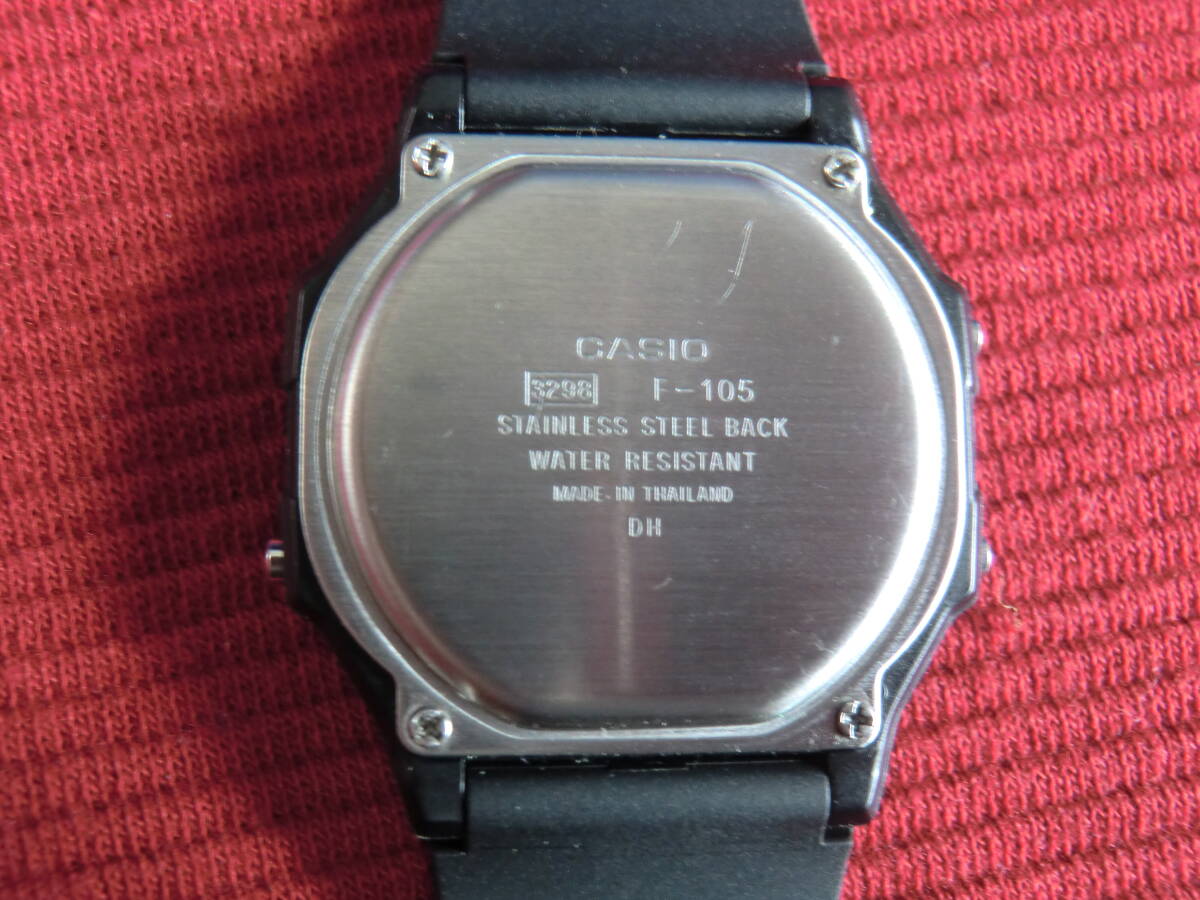 CASIO
3298 F-105
STAINLESS STEEL BACK
WATER RESISTANT
MADE-IN THAILAND
DH